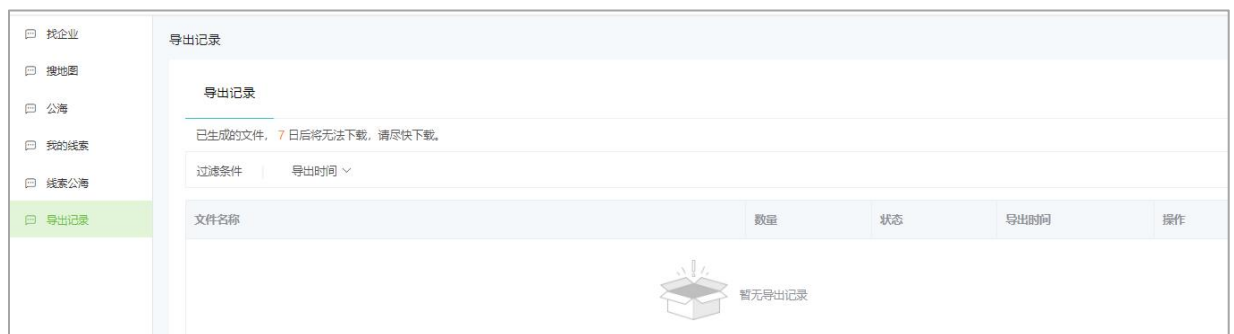 找企业
搜地图
公海
我的线索
线索公海
导出记录
导出记录
导出记录
已生成的文件，7日后将无法下载，请尽快下载。
过滤条件 导出时间
文件名称 数量 状态 导出时间 操作
暂无导出记录